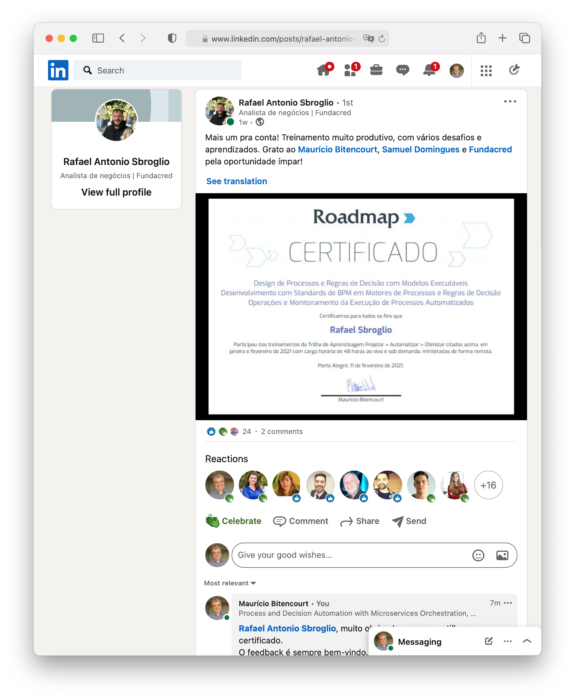 www.linkedin.com/posts/rafael-antonio-
in
Search
1
1
Rafael Antonio Sbroglio
Analista de negócios | Fundacred
View full profile
Rafael Antonio Sbroglio • 1st
Analista de negócios | Fundacred
1w •
Mais um pra conta! Treinamento muito produtivo, com vários desafios e
aprendizados. Grato ao Maurício Bitencourt, Samuel Domingues e Fundacred
pela oportunidade ímpar!
See translation
Roadmap
CERTIFICADO
Design de Processos e Regras de Decisão com Modelos Executáveis
Desenvolvimento com Standards de BPM em Motores de Processos e Regras de Decisão
Operações e Monitoramento da Execução de Processos Automatizados
Certificamos para todos os fins que
Rafael Sbroglio
Participou dos treinamentos da Trilha de Aprendizagem Projetar + Automatizar + Otimizar citados acima, em
janeiro e fevereiro de 2021 com carga horária de 48 horas ao vivo e sob demanda, ministradas de forma remota.
Porto Alegre, 11 de fevereiro de 2021
Maurício Bitencourt
24 • 2 comments
Reactions
+16
Celebrate
Comment
Share
Send
Give your good wishes...
Most relevant
Maurício Bitencourt • You
7m
Process and Decision Automation with Microservices Orchestration, ...
Rafael Antonio Sbroglio, muito
certificado.
O feedback é sempre bem-vindo.
Messaging